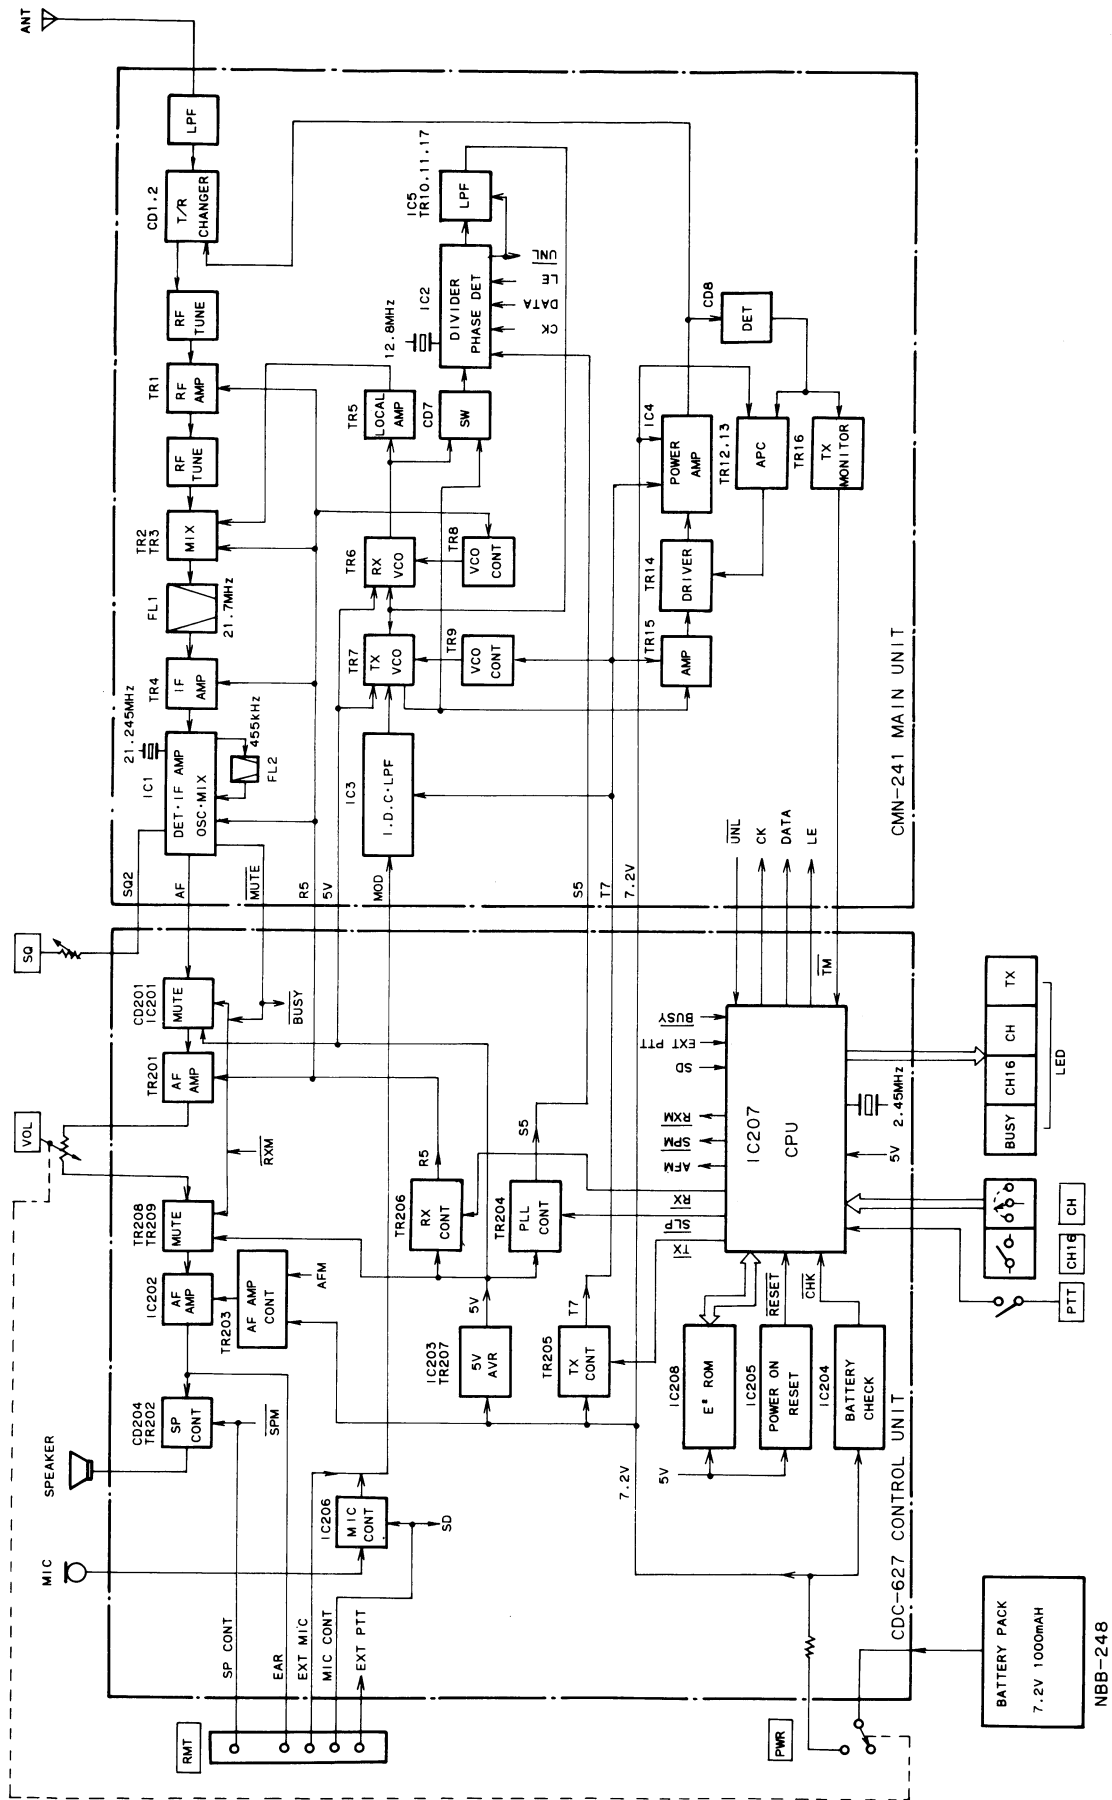 ANT
LPF
CD1.2
T/R
CHANGER
RF
TUNE
TR1
RF
AMP
RF
TUNE
TR2
TR3
MIX
FL1
21.7MHz
TR4
IF
AMP
21.245MHz
IC1
DET·IF AMP
OSC·MIX
455kHz
FL2
SQ2
AF
MUTE
R5
5V
MOD
IC3
I.D.C·LPF
TR7
TX
VCO
TR6
RX
VCO
TR9
VCO
CONT
TR8
VCO
CONT
TR5
LOCAL
AMP
CD7
SW
12.8MHz
IC2
DIVIDER
PHASE DET
CK
DATA
LE
UNL
IC5
TR10.11.17
LPF
TR15
AMP
TR14
DRIVER
IC4
POWER
AMP
CD8
DET
TR12.13
APC
TR16
TX
MONITOR
S5
T7
7.2V
UNL
CK
DATA
LE
TM
CMN-241 MAIN UNIT
SQ
CD201
IC201
MUTE
BUSY
TR201
AF
AMP
VOL
RXM
TR208
TR209
MUTE
IC202
AF
AMP
TR203
AF AMP
CONT
AFM
CD204
TR202
SP
CONT
SPM
SPEAKER
MIC
IC206
MIC
CONT
SD
R5
TR206
RX
CONT
S5
TR204
PLL
CONT
5V
IC203
TR207
5V
AVR
T7
TR205
TX
CONT
7.2V
BUSY
EXT PTT
SD
RXM
SPM
AFM
RX
SLP
TX
IC207
CPU
2.45MHz
5V
IC208
E² ROM
RESET
IC205
POWER ON
RESET
5V
CHK
IC204
BATTERY
CHECK
CDC-627 CONTROL UNIT
BUSY
CH16
CH
TX
LED
CH
CH16
PTT
RMT
SP CONT
EAR
EXT MIC
MIC CONT
EXT PTT
PWR
BATTERY PACK
7.2V 1000mAH
NBB-248